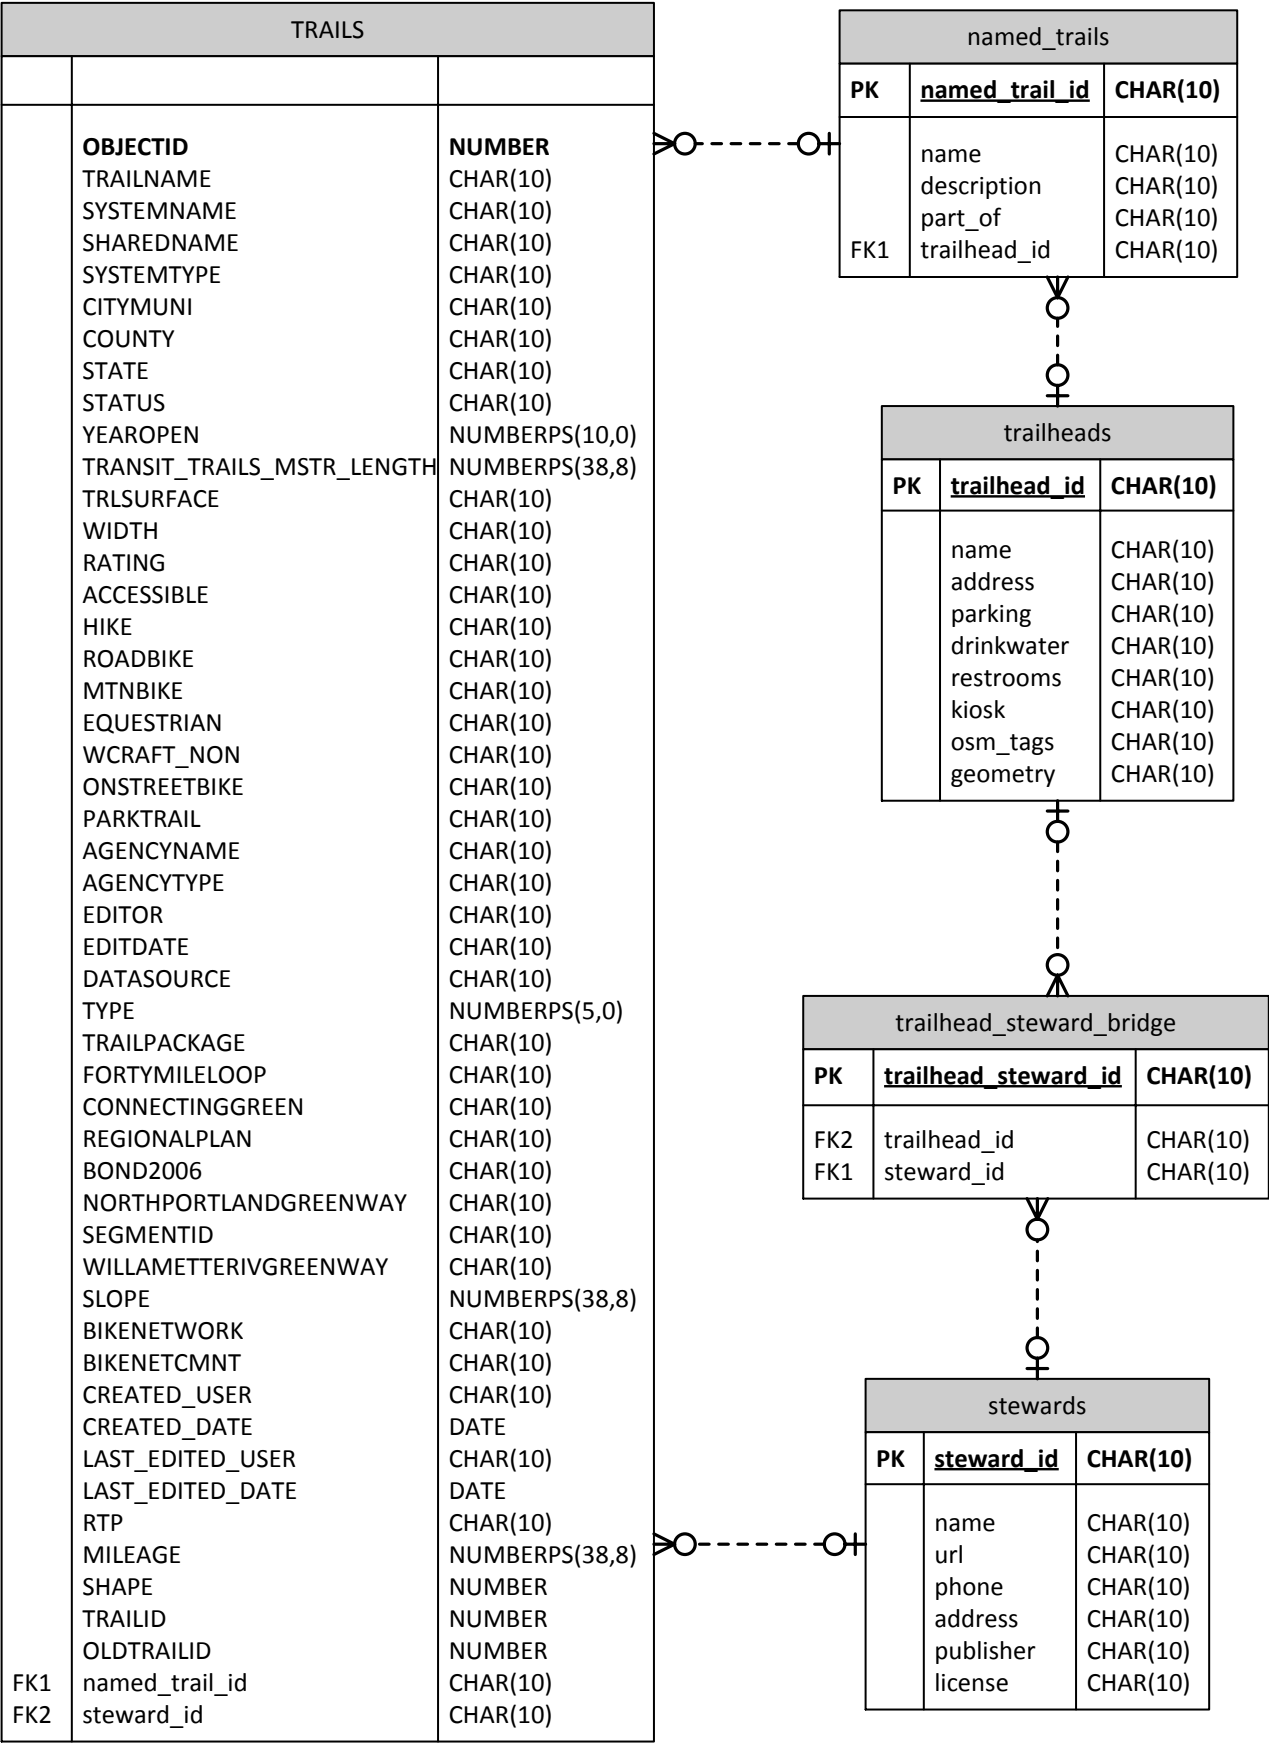 TRAILS
OBJECTID NUMBER
TRAILNAME CHAR(10)
SYSTEMNAME CHAR(10)
SHAREDNAME CHAR(10)
SYSTEMTYPE CHAR(10)
CITYMUNI CHAR(10)
COUNTY CHAR(10)
STATE CHAR(10)
STATUS CHAR(10)
YEAROPEN NUMBERPS(10,0)
TRANSIT_TRAILS_MSTR_LENGTH NUMBERPS(38,8)
TRLSURFACE CHAR(10)
WIDTH CHAR(10)
RATING CHAR(10)
ACCESSIBLE CHAR(10)
HIKE CHAR(10)
ROADBIKE CHAR(10)
MTNBIKE CHAR(10)
EQUESTRIAN CHAR(10)
WCRAFT_NON CHAR(10)
ONSTREETBIKE CHAR(10)
PARKTRAIL CHAR(10)
AGENCYNAME CHAR(10)
AGENCYTYPE CHAR(10)
EDITOR CHAR(10)
EDITDATE CHAR(10)
DATASOURCE CHAR(10)
TYPE NUMBERPS(5,0)
TRAILPACKAGE CHAR(10)
FORTYMILELOOP CHAR(10)
CONNECTINGGREEN CHAR(10)
REGIONALPLAN CHAR(10)
BOND2006 CHAR(10)
NORTHPORTLANDGREENWAY CHAR(10)
SEGMENTID CHAR(10)
WILLAMETTERIVGREENWAY CHAR(10)
SLOPE NUMBERPS(38,8)
BIKENETWORK CHAR(10)
BIKENETCMNT CHAR(10)
CREATED_USER CHAR(10)
CREATED_DATE DATE
LAST_EDITED_USER CHAR(10)
LAST_EDITED_DATE DATE
RTP CHAR(10)
MILEAGE NUMBERPS(38,8)
SHAPE NUMBER
TRAILID NUMBER
OLDTRAILID NUMBER
FK1 named_trail_id CHAR(10)
FK2 steward_id CHAR(10)
named_trails
PK named_trail_id CHAR(10)
name CHAR(10)
description CHAR(10)
part_of CHAR(10)
FK1 trailhead_id CHAR(10)
trailheads
PK trailhead_id CHAR(10)
name CHAR(10)
address CHAR(10)
parking CHAR(10)
drinkwater CHAR(10)
restrooms CHAR(10)
kiosk CHAR(10)
osm_tags CHAR(10)
geometry CHAR(10)
trailhead_steward_bridge
PK trailhead_steward_id CHAR(10)
FK2 trailhead_id CHAR(10)
FK1 steward_id CHAR(10)
stewards
PK steward_id CHAR(10)
name CHAR(10)
url CHAR(10)
phone CHAR(10)
address CHAR(10)
publisher CHAR(10)
license CHAR(10)